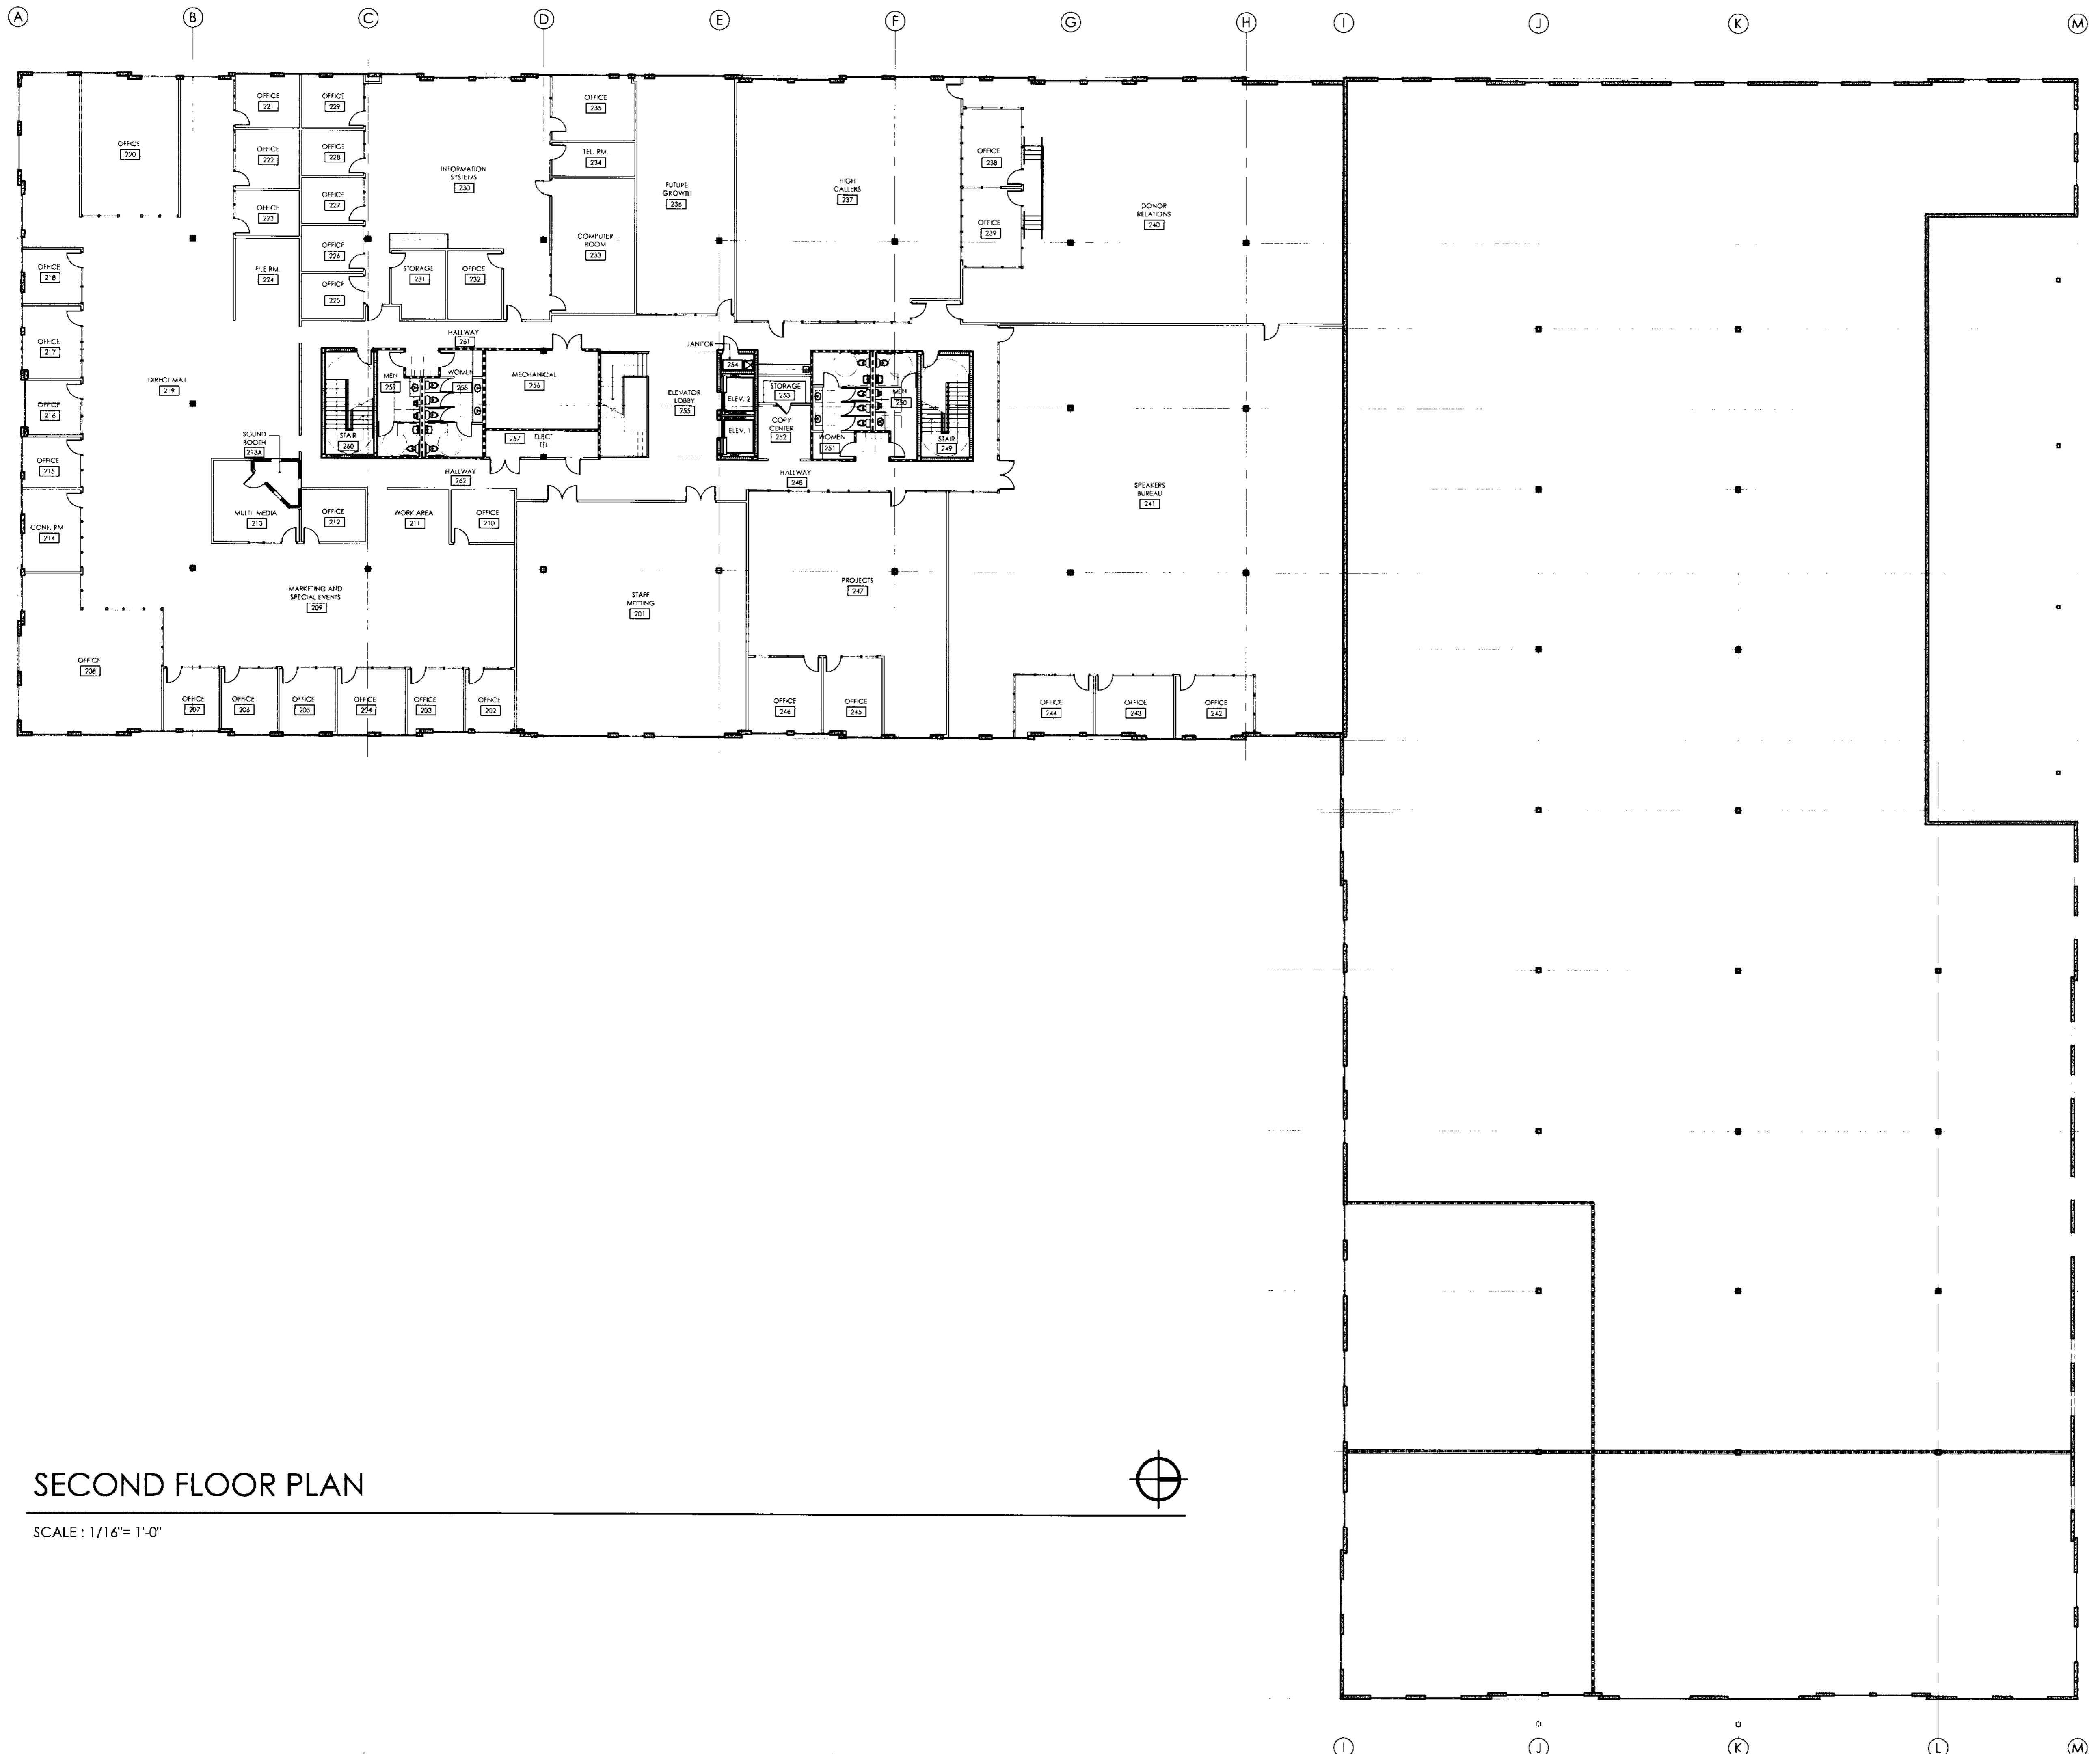 A B C D E F G H I J K M
OFFICE
221
OFFICE
229
OFFICE
235
OFFICE
220
OFFICE
222
OFFICE
228
TEL. RM.
234
OFFICE
238
INFORMATION
SYSTEMS
230
FUTURE
GROWTH
236
HIGH
CALLERS
237
OFFICE
223
OFFICE
227
DONOR
RELATIONS
240
OFFICE
239
OFFICE
226
COMPUTER
ROOM
233
OFFICE
218
FILE RM.
224
OFFICE
225
STORAGE
231
OFFICE
232
OFFICE
217
HALLWAY
261
JANITOR
254
DIRECT MAIL
219
MEN
259
WOMEN
258
MECHANICAL
256
ELEVATOR
LOBBY
255
ELEV. 2
STORAGE
253
MEN
250
OFFICE
216
COPY
CENTER
252
ELEV. 1
SOUND
BOOTH
213A
STAIR
260
257
ELECT
TEL
WOMEN
251
STAIR
249
OFFICE
215
HALLWAY
262
HALLWAY
248
SPEAKERS
BUREAU
241
CONF. RM
214
MULTI MEDIA
213
OFFICE
212
WORK AREA
211
OFFICE
210
MARKETING AND
SPECIAL EVENTS
209
STAFF
MEETING
201
PROJECTS
247
OFFICE
208
OFFICE
207
OFFICE
206
OFFICE
205
OFFICE
204
OFFICE
203
OFFICE
202
OFFICE
246
OFFICE
245
OFFICE
244
OFFICE
243
OFFICE
242
SECOND FLOOR PLAN
SCALE : 1/16"= 1'-0"
I J K L M